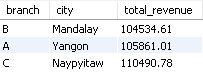 branch city total_revenue
B Mandalay 104534.61
A Yangon 105861.01
C Naypyitaw 110490.78